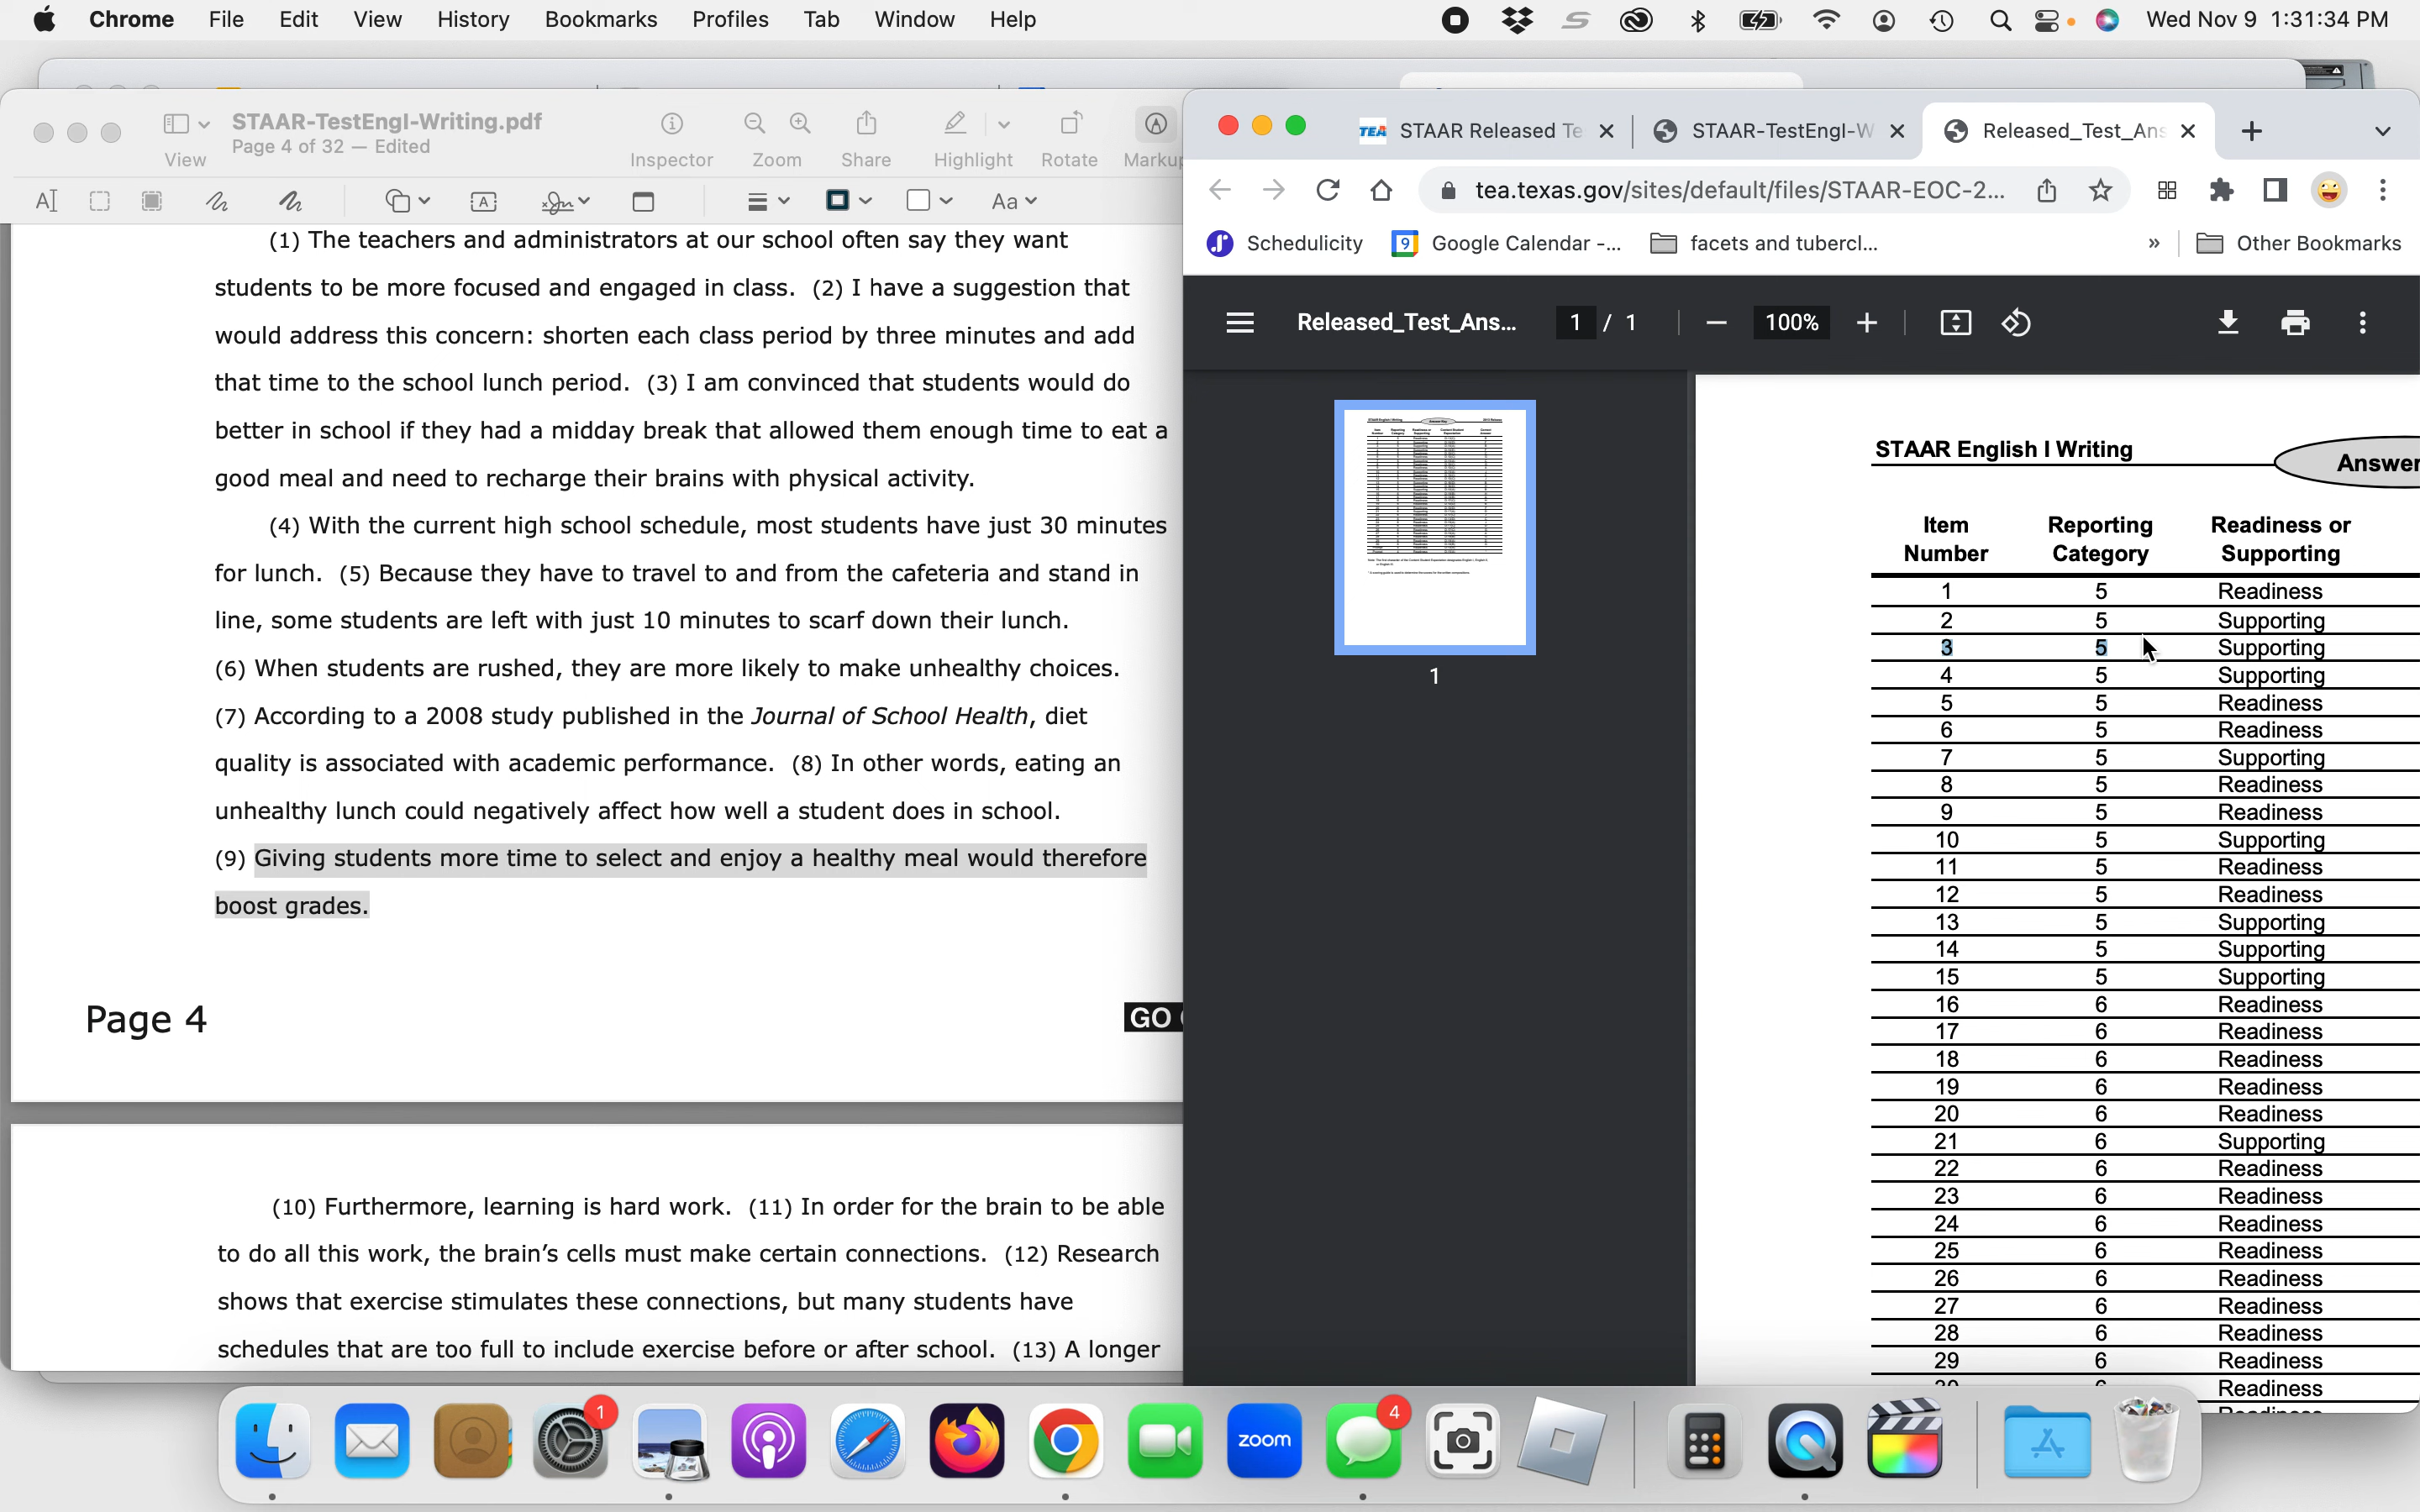 Chrome File Edit View History Bookmarks Profiles Tab Window Help
Wed Nov 9 1:31:34 PM
STAAR-TestEngI-Writing.pdf
Page 4 of 32 — Edited
View Inspector Zoom Share Highlight Rotate Marku
A A Aa
(1) The teachers and administrators at our school often say they want
students to be more focused and engaged in class. (2) I have a suggestion that
would address this concern: shorten each class period by three minutes and add
that time to the school lunch period. (3) I am convinced that students would do
better in school if they had a midday break that allowed them enough time to eat a
good meal and need to recharge their brains with physical activity.
(4) With the current high school schedule, most students have just 30 minutes
for lunch. (5) Because they have to travel to and from the cafeteria and stand in
line, some students are left with just 10 minutes to scarf down their lunch.
(6) When students are rushed, they are more likely to make unhealthy choices.
(7) According to a 2008 study published in the Journal of School Health, diet
quality is associated with academic performance. (8) In other words, eating an
unhealthy lunch could negatively affect how well a student does in school.
(9) Giving students more time to select and enjoy a healthy meal would therefore
boost grades.
Page 4
GO
(10) Furthermore, learning is hard work. (11) In order for the brain to be able
to do all this work, the brain's cells must make certain connections. (12) Research
shows that exercise stimulates these connections, but many students have
schedules that are too full to include exercise before or after school. (13) A longer
TEA STAAR Released Te STAAR-TestEngI-W Released_Test_Ans
tea.texas.gov/sites/default/files/STAAR-EOC-2...
Schedulicity 9 Google Calendar -... facets and tubercl... » Other Bookmarks
Released_Test_Ans... 1 / 1 100%
1
STAAR English I Writing
Answer
Item Number Reporting Category Readiness or Supporting
1 5 Readiness
2 5 Supporting
3 5 Supporting
4 5 Supporting
5 5 Readiness
6 5 Readiness
7 5 Supporting
8 5 Readiness
9 5 Readiness
10 5 Supporting
11 5 Readiness
12 5 Readiness
13 5 Supporting
14 5 Supporting
15 5 Supporting
16 6 Readiness
17 6 Readiness
18 6 Readiness
19 6 Readiness
20 6 Readiness
21 6 Supporting
22 6 Readiness
23 6 Readiness
24 6 Readiness
25 6 Readiness
26 6 Readiness
27 6 Readiness
28 6 Readiness
29 6 Readiness
30 6 Readiness
1 zoom 4